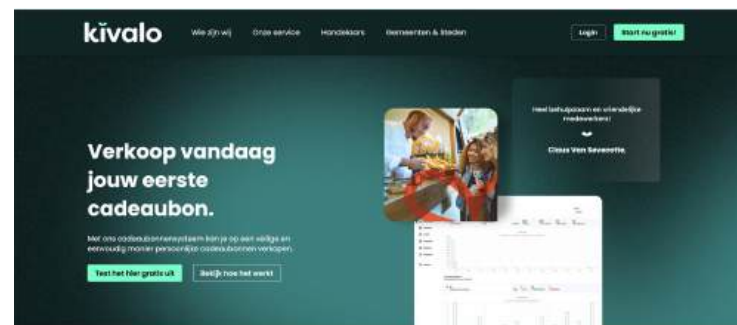 kivalo
Wie zijn wij
Onze service
Handelaars
Gemeenten & Steden
Login
Start nu gratis!
Heel behulpzaam en vriendelijke
medewerkers!
Claus Van
Verkoop vandaag
jouw eerste
cadeaubon.
Met ons cadeaubonnensysteem kan je op een veilige en
eenvoudig manier persoonlijke cadeaubonnen verkopen.
Test het hier gratis uit
Bekijk hoe het werkt